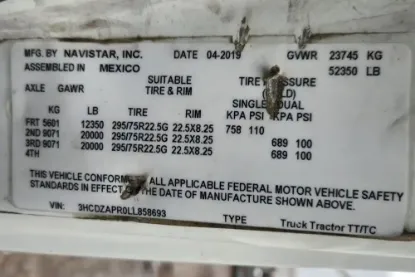 MFG. BY NAVISTAR, INC. DATE 04-2019 GVWR 23745 KG
ASSEMBLED IN MEXICO 52350 LB
SUITABLE TIRE PRESSURE
AXLE GAWR TIRE & RIM (COLD)
SINGLE DUAL
KG LB TIRE RIM KPA PSI KPA PSI
FRT 5601 12350 295/75R22.5G 22.5X8.25 758 110
2ND 9071 20000 295/75R22.5G 22.5X8.25 689 100
3RD 9071 20000 295/75R22.5G 22.5X8.25 689 100
4TH
THIS VEHICLE CONFORMS ALL APPLICABLE FEDERAL MOTOR VEHICLE SAFETY
STANDARDS IN EFFECT THE DATE OF MANUFACTURE SHOWN ABOVE.
VIN: 3HCDZAPR0LL858693 TYPE Truck Tractor TT/TC